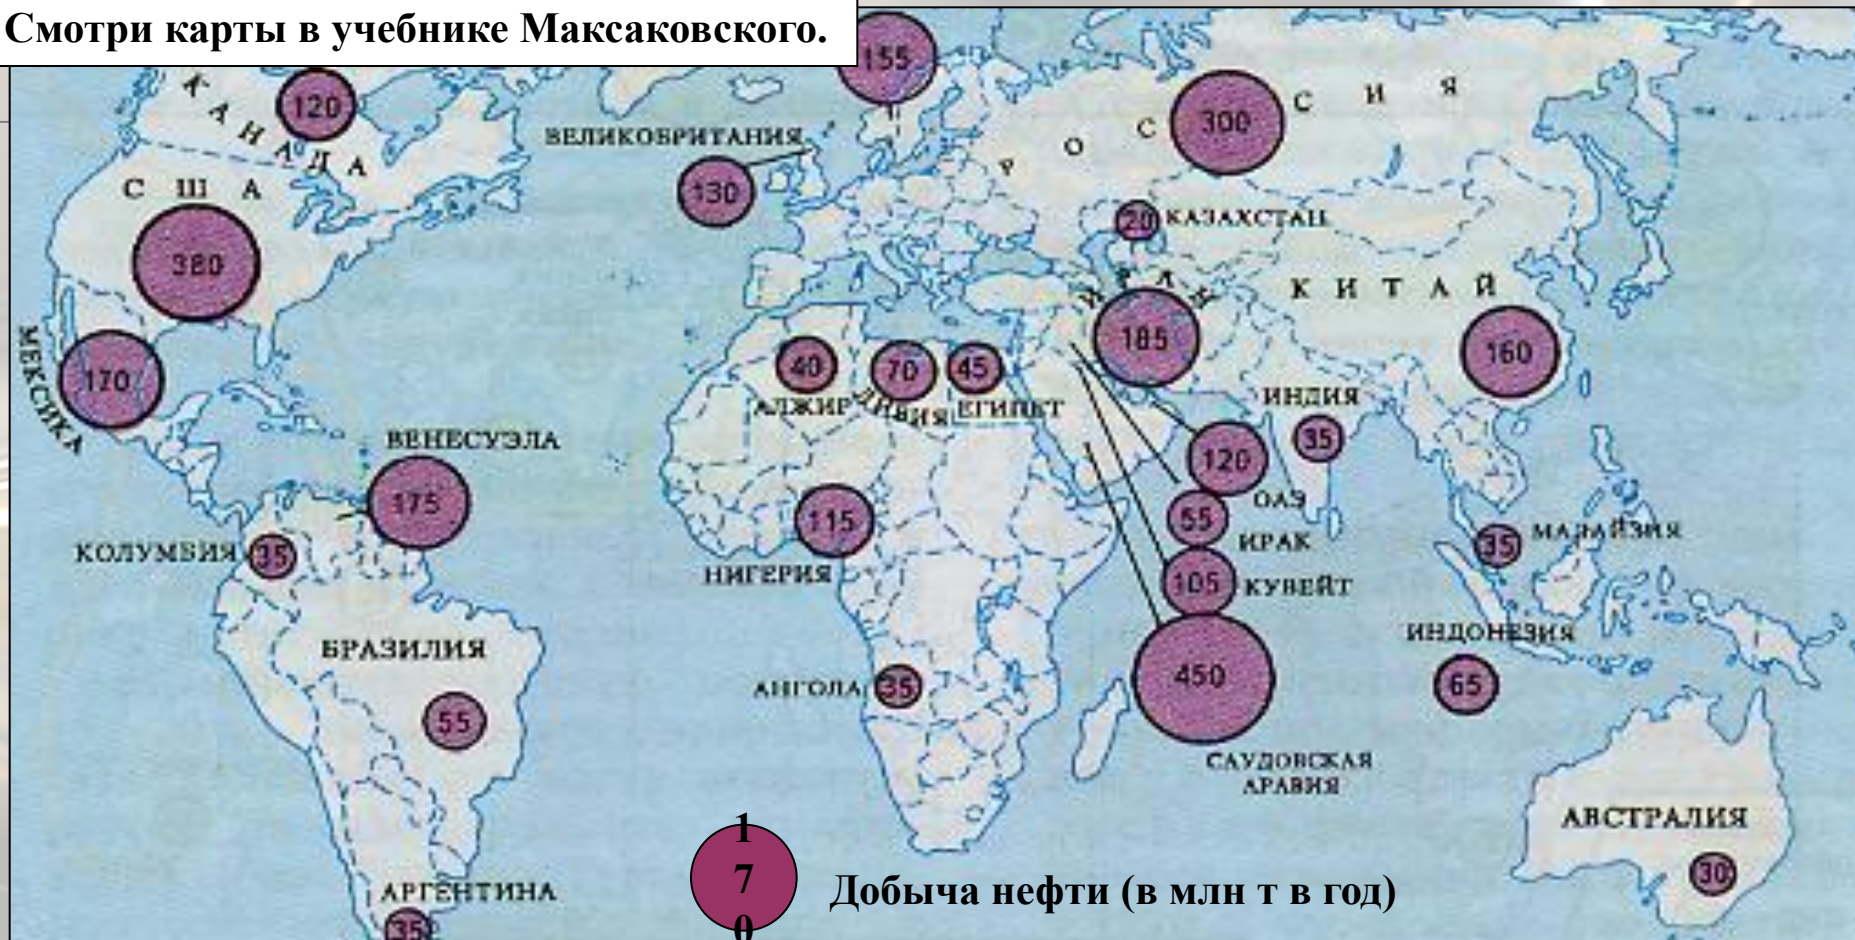 Смотри карты в учебнике Максаковского.
155
КАНАДА
120
ВЕЛИКОБРИТАНИЯ
130
РОССИЯ
300
США
380
20
КАЗАХСТАН
КИТАЙ
160
ИРАН
185
МЕКСИКА
170
40
АЛЖИР
70
ЛИВИЯ
45
ЕГИПЕТ
ИНДИЯ
35
ВЕНЕСУЭЛА
175
120
ОАЭ
55
ИРАК
105
КУВЕЙТ
450
САУДОВСКАЯ
АРАВИЯ
КОЛУМБИЯ
35
115
НИГЕРИЯ
35
МАЛАЙЗИЯ
ИНДОНЕЗИЯ
65
БРАЗИЛИЯ
55
АНГОЛА
35
АВСТРАЛИЯ
30
АРГЕНТИНА
35
170
Добыча нефти (в млн т в год)